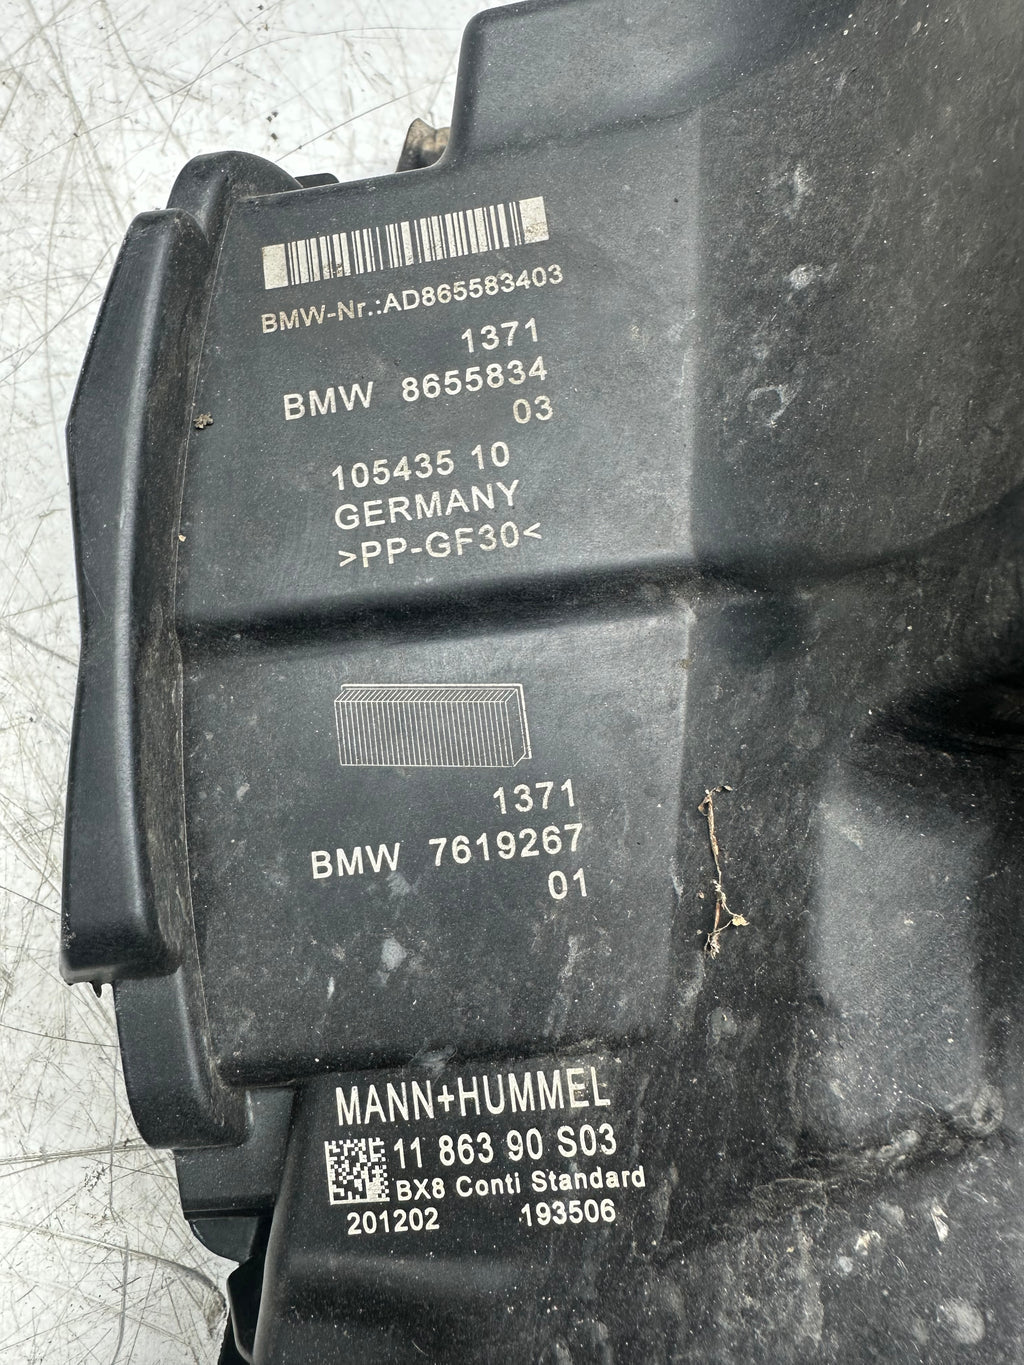 BMW-Nr.:AD865583403
1371
BMW 8655834
03
105435 10
GERMANY
>PP-GF30<
1371
BMW 7619267
01
MANN+HUMMEL
11 863 90 S03
BX8 Conti Standard
201202 193506